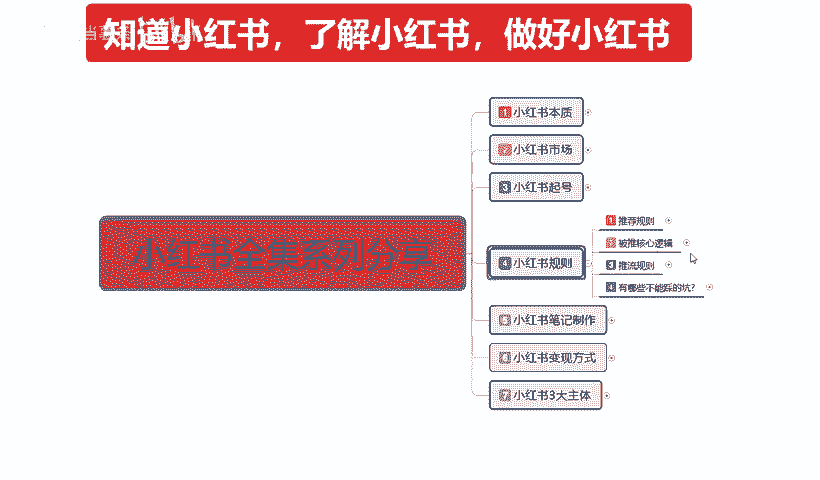 知道小红书，了解小红书，做好小红书
小红书全集系列分享
1 小红书本质
2 小红书市场
3 小红书起号
4 小红书规则
1 推荐规则
2 被推核心逻辑
3 推流规则
4 有哪些不能踩的坑?
5 小红书笔记制作
6 小红书变现方式
7 小红书3大主体